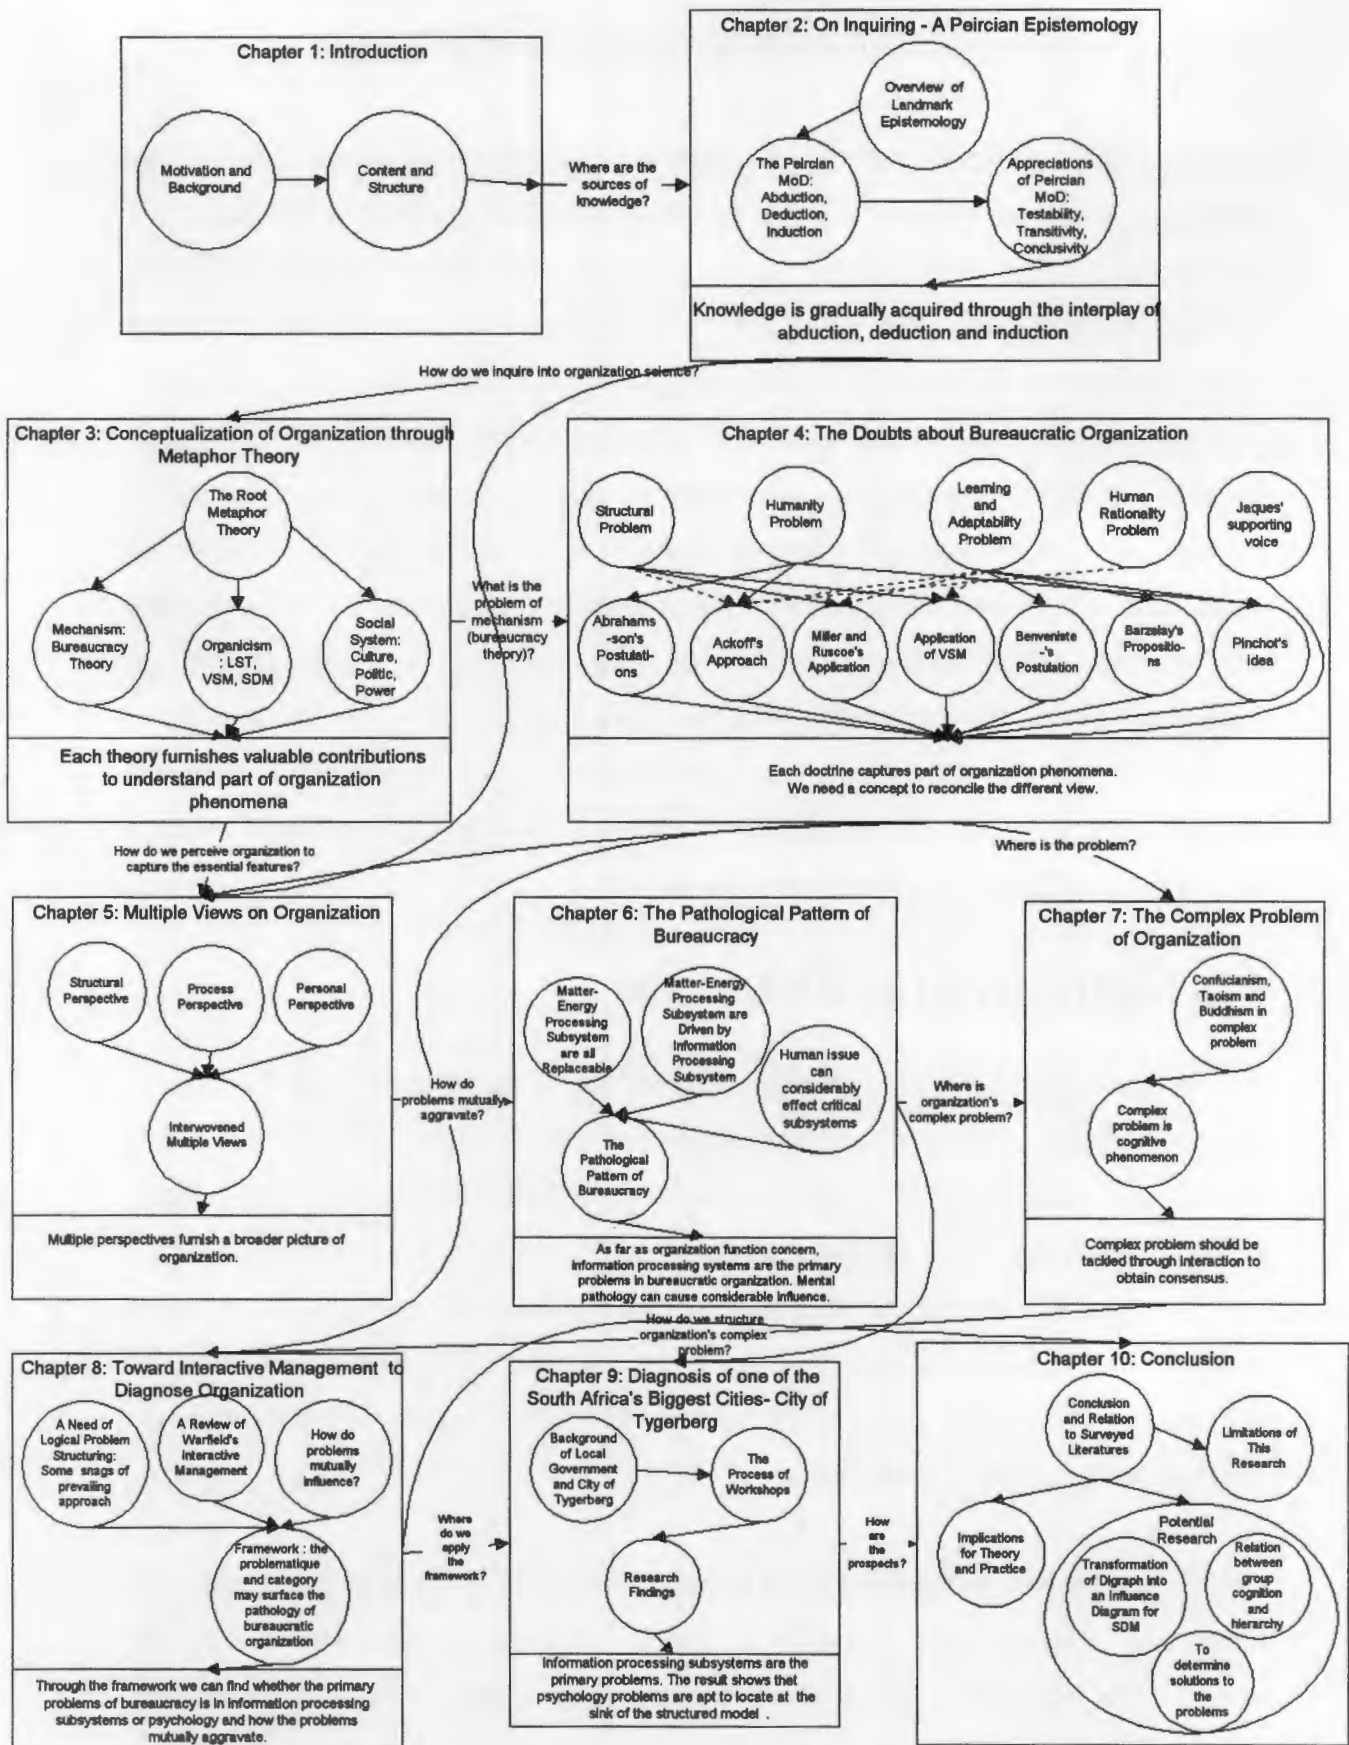 Chapter 1: Introduction
Motivation and
Background
Content and
Structure
Where are the
sources of
knowledge?
Chapter 2: On Inquiring - A Peircian Epistemology
Overview of
Landmark
Epistemology
The Peircian
MoD:
Abduction,
Deduction,
Induction
Appreciations
of Peircian
MoD:
Testability,
Transitivity,
Conclusivity
Knowledge is gradually acquired through the interplay of
abduction, deduction and induction
How do we inquire into organization science?
Chapter 3: Conceptualization of Organization through
Metaphor Theory
The Root
Metaphor
Theory
Mechanism:
Bureaucracy
Theory
Organicism
: LST,
VSM, SDM
Social
System:
Culture,
Politic,
Power
Each theory furnishes valuable contributions
to understand part of organization
phenomena
What is the
problem of
mechanism
(bureaucracy
theory)?
Chapter 4: The Doubts about Bureaucratic Organization
Structural
Problem
Humanity
Problem
Learning
and
Adaptability
Problem
Human
Rationality
Problem
Jaques'
supporting
voice
Abrahams
-son's
Postulati-
ons
Ackoff's
Approach
Miller and
Ruscoe's
Application
Application
of VSM
Benveniste
-'s
Postulation
Barzelay's
Propositio-
ns
Pinchot's
idea
Each doctrine captures part of organization phenomena.
We need a concept to reconcile the different view.
How do we perceive organization to
capture the essential features?
Where is the problem?
Chapter 5: Multiple Views on Organization
Structural
Perspective
Process
Perspective
Personal
Perspective
Interwovened
Multiple Views
Multiple perspectives furnish a broader picture of
organization.
How do
problems mutually
aggravate?
Chapter 6: The Pathological Pattern of
Bureaucracy
Matter-
Energy
Processing
Subsystem
are all
Replaceable
Matter-Energy
Processing
Subsystem are
Driven by
Information
Processing
Subsystem
Human issue
can
considerably
effect critical
subsystems
The
Pathological
Pattern of
Bureaucracy
As far as organization function concern,
information processing systems are the primary
problems in bureaucratic organization. Mental
pathology can cause considerable influence.
Where is
organization's
complex problem?
Chapter 7: The Complex Problem
of Organization
Confucianism,
Taoism and
Buddhism in
complex
problem
Complex
problem is
cognitive
phenomenon
Complex problem should be
tackled through interaction to
obtain consensus.
How do we structure
organization's complex
problem?
Chapter 8: Toward Interactive Management to
Diagnose Organization
A Need of
Logical Problem
Structuring:
Some snags of
prevailing
approach
A Review of
Warfield's
Interactive
Management
How do
problems
mutually
influence?
Framework : the
problematique
and category
may surface the
pathology of
bureaucratic
organization
Through the framework we can find whether the primary
problems of bureaucracy is in information processing
subsystems or psychology and how the problems
mutually aggravate.
Where
do we
apply
the
framework?
Chapter 9: Diagnosis of one of the
South Africa's Biggest Cities- City of
Tygerberg
Background
of Local
Government
and City of
Tygerberg
The
Process of
Workshops
Research
Findings
Information processing subsystems are the
primary problems. The result shows that
psychology problems are apt to locate at the
sink of the structured model .
How
are
the
prospects?
Chapter 10: Conclusion
Conclusion
and Relation
to Surveyed
Literatures
Limitations of
This
Research
Implications
for Theory
and Practice
Potential
Research
Transformation
of Digraph into
an Influence
Diagram for
SDM
Relation
between
group
cognition
and
hierarchy
To
determine
solutions to
the
problems